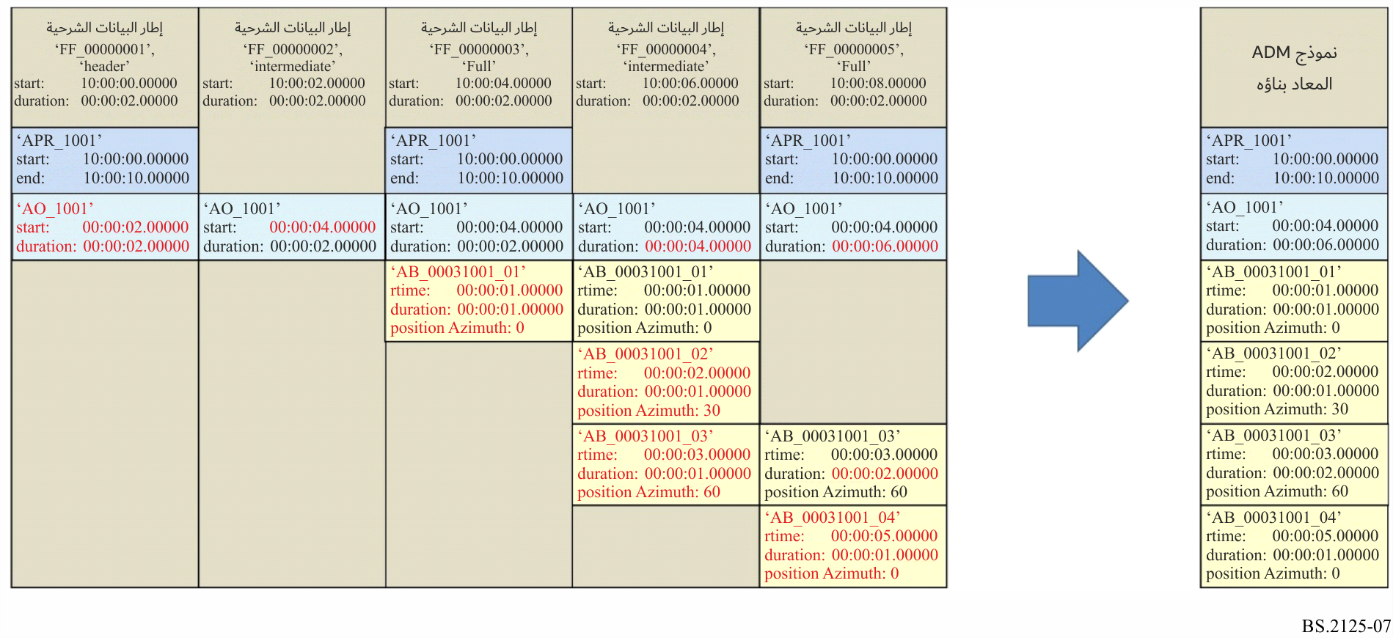 إطار البيانات الشرحية
‘FF_00000001’,
‘header’
start: 10:00:00.00000
duration: 00:00:02.00000
‘APR_1001’
start: 10:00:00.00000
end: 10:00:10.00000
‘AO_1001’
start: 00:00:02.00000
duration: 00:00:02.00000
إطار البيانات الشرحية
‘FF_00000002’,
‘intermediate’
start: 10:00:02.00000
duration: 00:00:02.00000
‘AO_1001’
start: 00:00:04.00000
duration: 00:00:02.00000
إطار البيانات الشرحية
‘FF_00000003’,
‘Full’
start: 10:00:04.00000
duration: 00:00:02.00000
‘APR_1001’
start: 10:00:00.00000
end: 10:00:10.00000
‘AO_1001’
start: 00:00:04.00000
duration: 00:00:02.00000
‘AB_00031001_01’
rtime: 00:00:01.00000
duration: 00:00:01.00000
position Azimuth: 0
إطار البيانات الشرحية
‘FF_00000004’,
‘intermediate’
start: 10:00:06.00000
duration: 00:00:02.00000
‘AO_1001’
start: 00:00:04.00000
duration: 00:00:04.00000
‘AB_00031001_01’
rtime: 00:00:01.00000
duration: 00:00:01.00000
position Azimuth: 0
‘AB_00031001_02’
rtime: 00:00:02.00000
duration: 00:00:01.00000
position Azimuth: 30
‘AB_00031001_03’
rtime: 00:00:03.00000
duration: 00:00:01.00000
position Azimuth: 60
إطار البيانات الشرحية
‘FF_00000005’,
‘Full’
start: 10:00:08.00000
duration: 00:00:02.00000
‘APR_1001’
start: 10:00:00.00000
end: 10:00:10.00000
‘AO_1001’
start: 00:00:04.00000
duration: 00:00:06.00000
‘AB_00031001_03’
rtime: 00:00:03.00000
duration: 00:00:02.00000
position Azimuth: 60
‘AB_00031001_04’
rtime: 00:00:05.00000
duration: 00:00:01.00000
position Azimuth: 0
نموذج ADM
المعاد بناؤه
‘APR_1001’
start: 10:00:00.00000
end: 10:00:10.00000
‘AO_1001’
start: 00:00:04.00000
duration: 00:00:06.00000
‘AB_00031001_01’
rtime: 00:00:01.00000
duration: 00:00:01.00000
position Azimuth: 0
‘AB_00031001_02’
rtime: 00:00:02.00000
duration: 00:00:01.00000
position Azimuth: 30
‘AB_00031001_03’
rtime: 00:00:03.00000
duration: 00:00:02.00000
position Azimuth: 60
‘AB_00031001_04’
rtime: 00:00:05.00000
duration: 00:00:01.00000
position Azimuth: 0
BS.2125-07